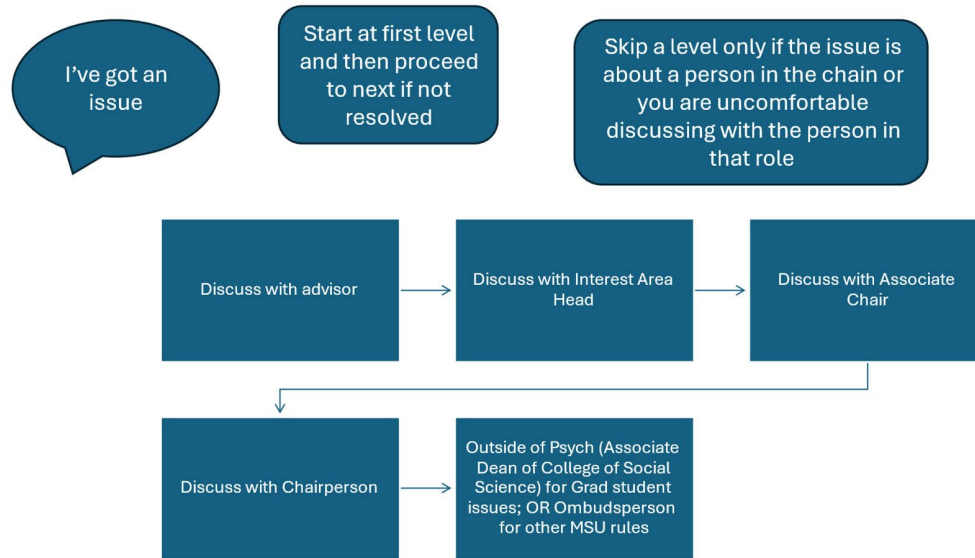 I’ve got an
issue
Start at first level
and then proceed
to next if not
resolved
Skip a level only if the issue is
about a person in the chain or
you are uncomfortable
discussing with the person in
that role
Discuss with advisor
Discuss with Interest Area
Head
Discuss with Associate
Chair
Discuss with Chairperson
Outside of Psych (Associate
Dean of College of Social
Science) for Grad student
issues; OR Ombudsperson
for other MSU rules